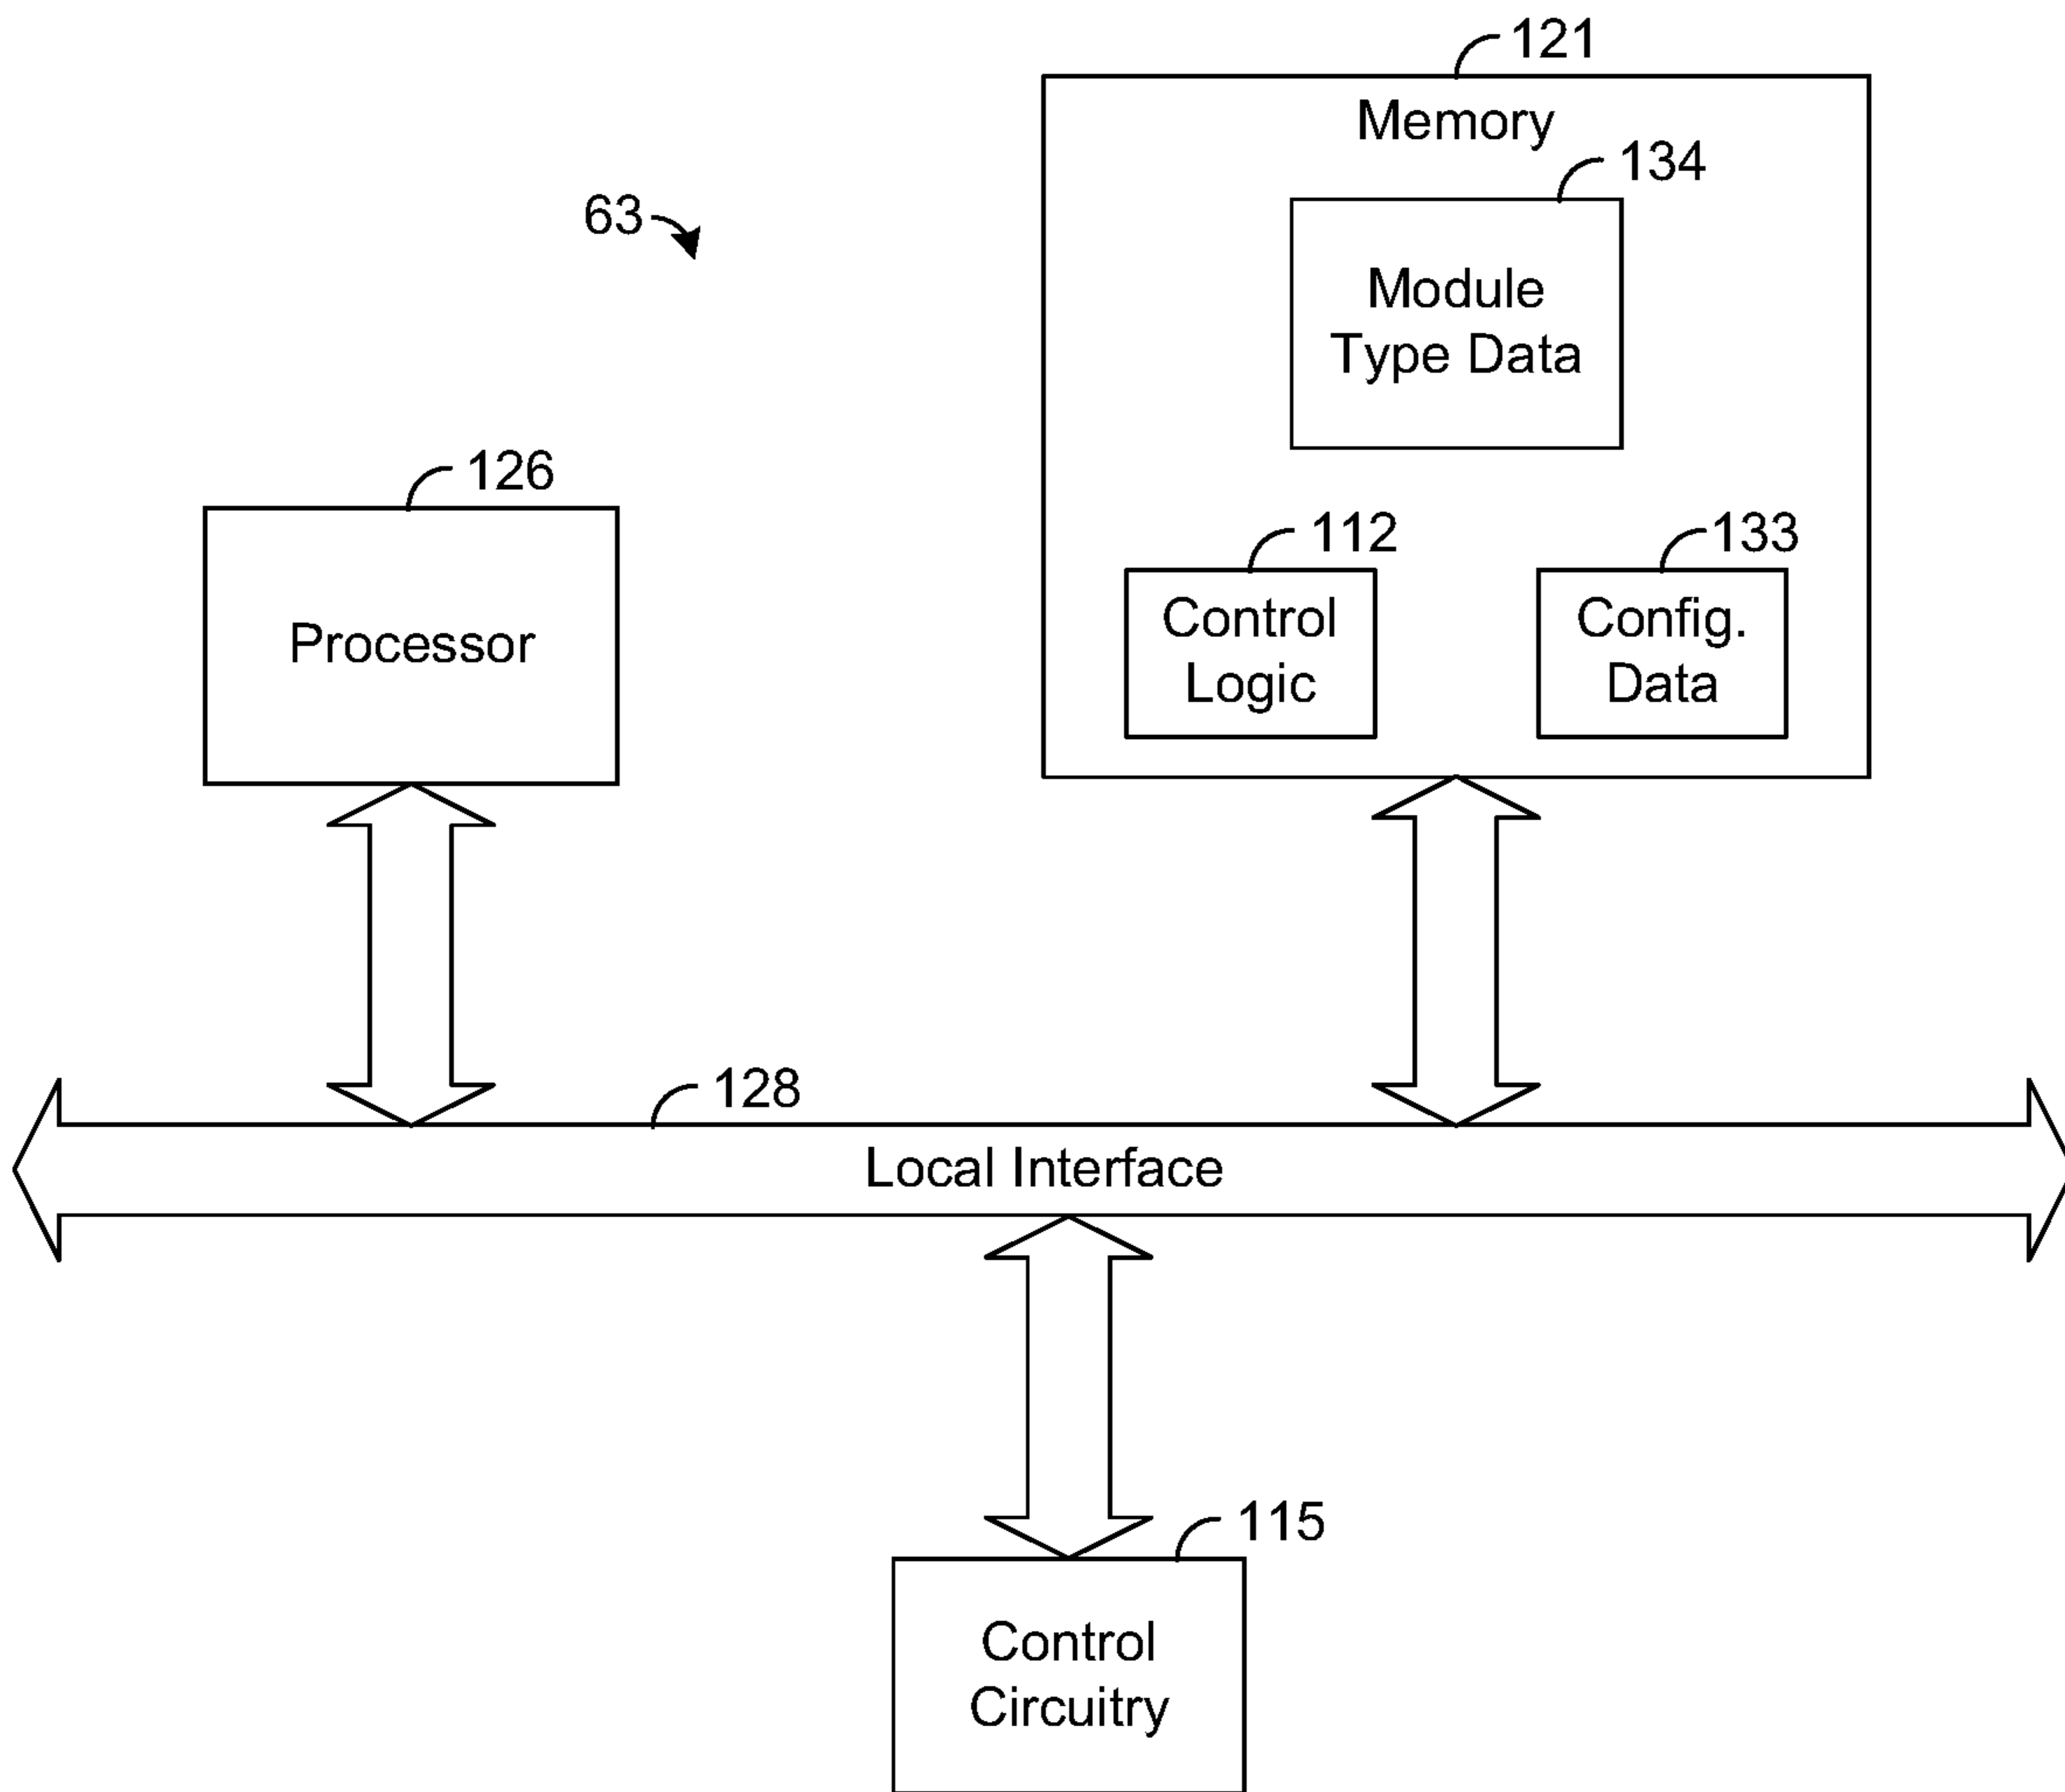 121
Memory
134
63
Module
Type Data
126
112
133
Processor
Control
Logic
Config.
Data
128
Local Interface
115
Control
Circuitry